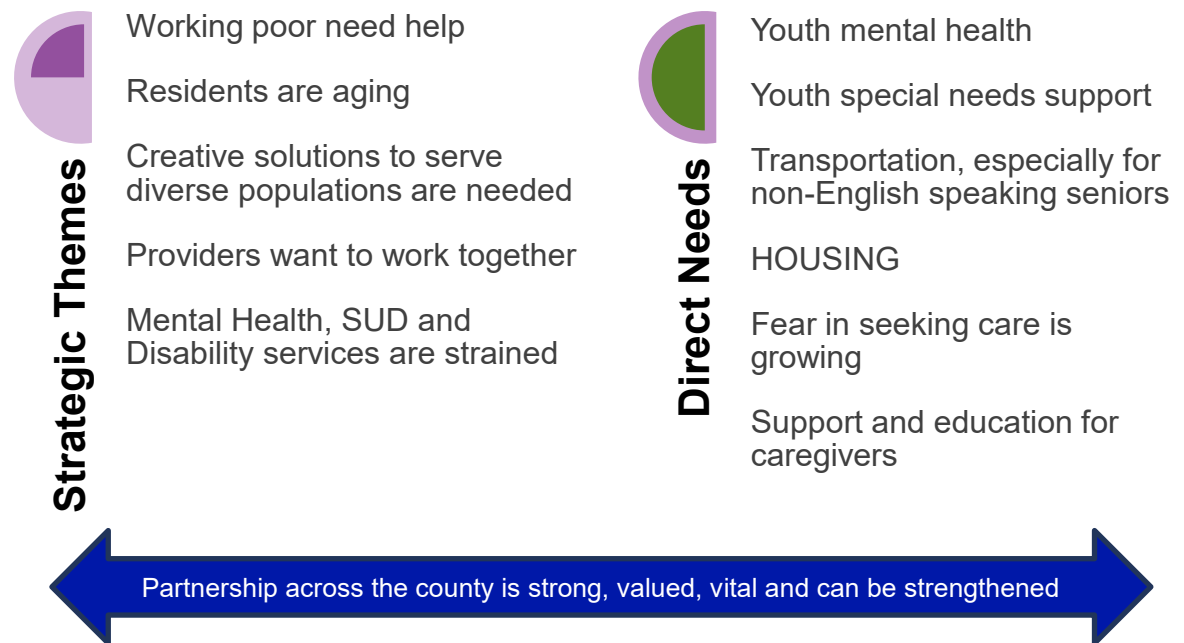 Strategic Themes
Working poor need help
Residents are aging
Creative solutions to serve
diverse populations are needed
Providers want to work together
Mental Health, SUD and
Disability services are strained
Direct Needs
Youth mental health
Youth special needs support
Transportation, especially for
non-English speaking seniors
HOUSING
Fear in seeking care is
growing
Support and education for
caregivers
Partnership across the county is strong, valued, vital and can be strengthened